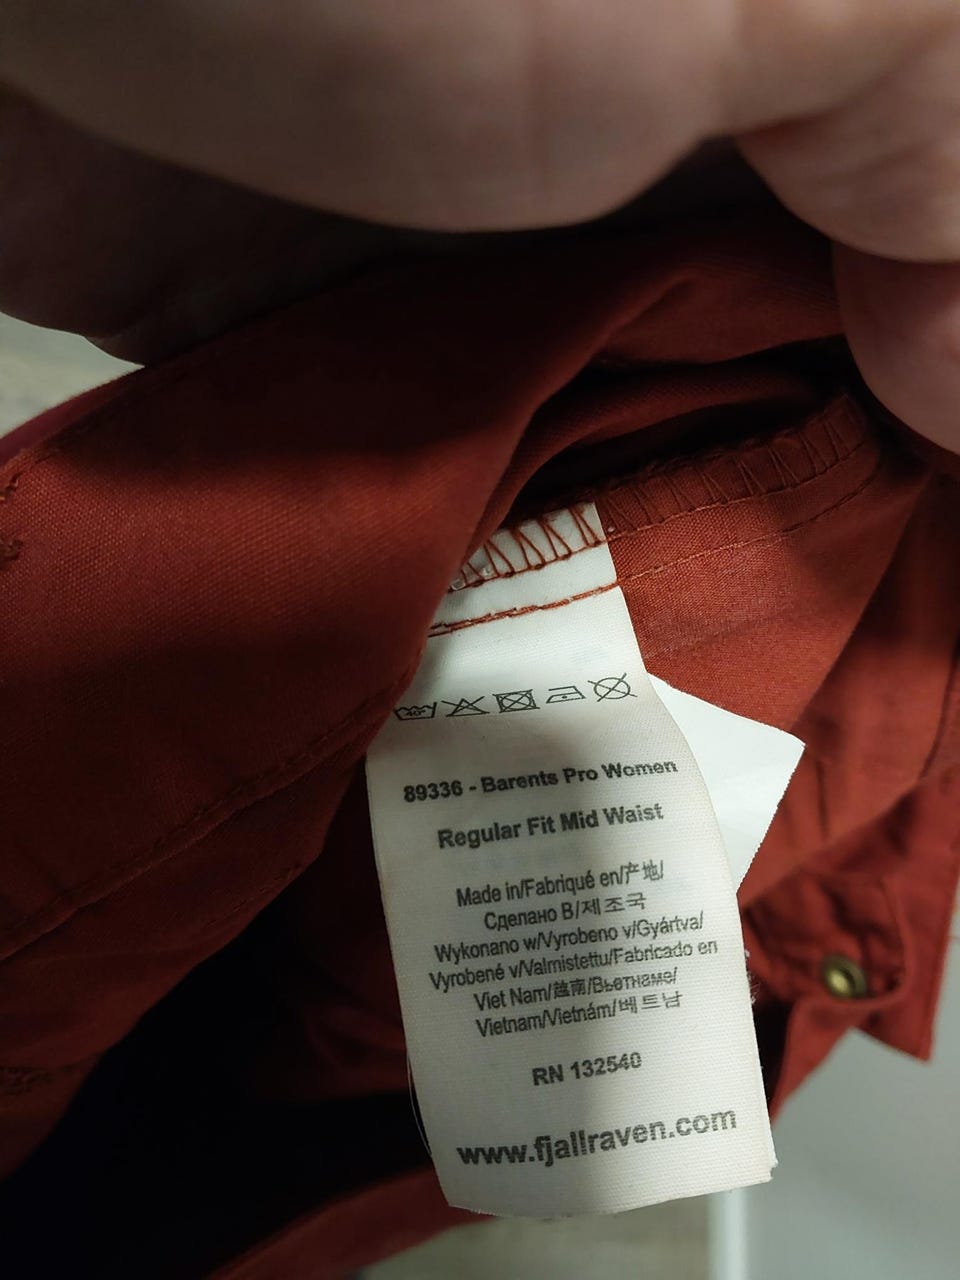 40°
89336 - Barents Pro Women
Regular Fit Mid Waist
Made in/Fabriqué en/产地/
Сделано В/제조국
Wykonano w/Vyrobeno v/Gyártva/
Vyrobené v/Valmistettu/Fabricado en
Viet Nam/越南/Вьетнаме/
Vietnam/Vietnám/베트남
RN 132540
www.fjallraven.com